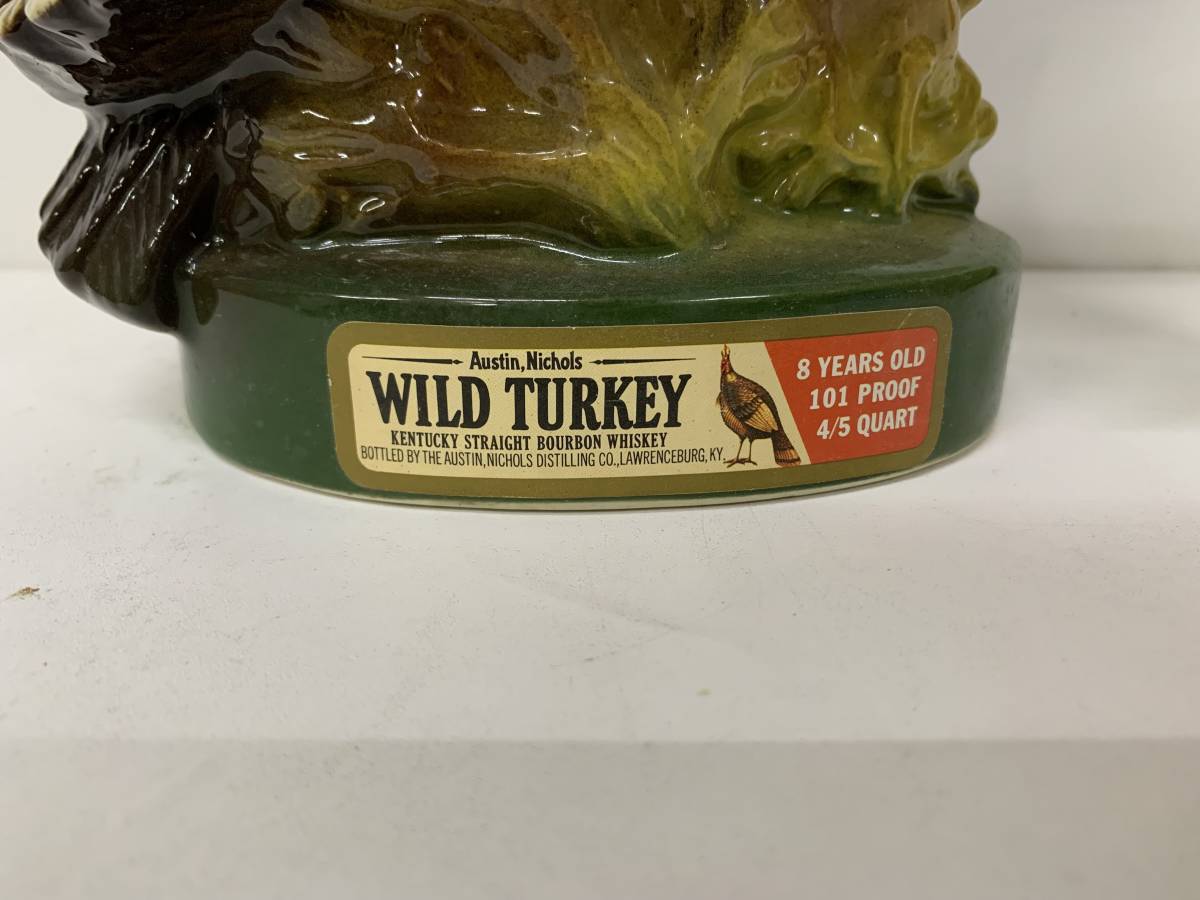 Austin, Nichols
WILD TURKEY
KENTUCKY STRAIGHT BOURBON WHISKEY
BOTTLED BY THE AUSTIN, NICHOLS DISTILLING CO., LAWRENCEBURG, KY.
8 YEARS OLD
101 PROOF
4/5 QUART